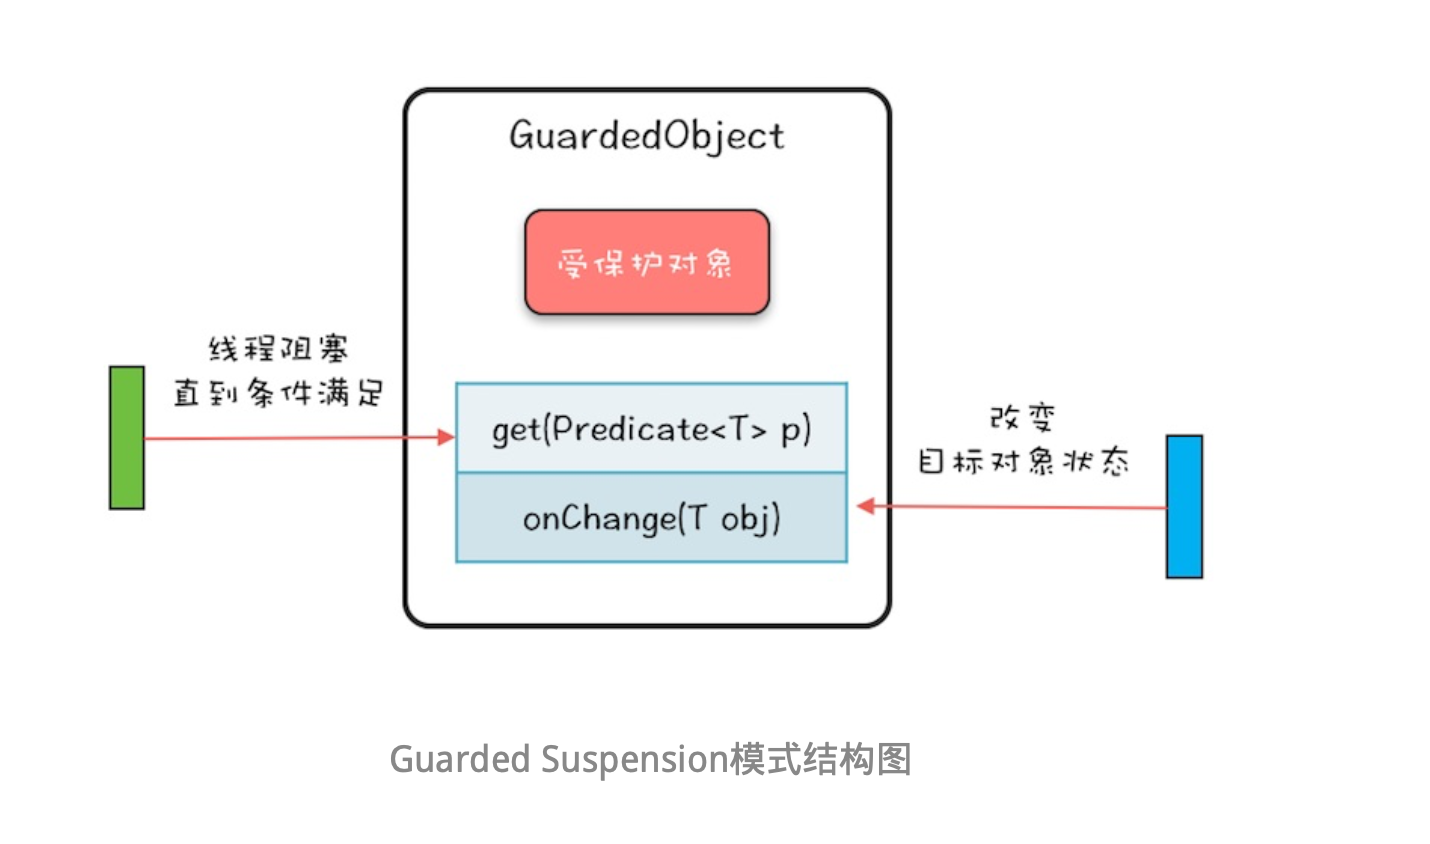 GuardedObject
受保护对象
线程阻塞
直到条件满足
get(Predicate<T> p)
改变
目标对象状态
onChange(T obj)
Guarded Suspension模式结构图